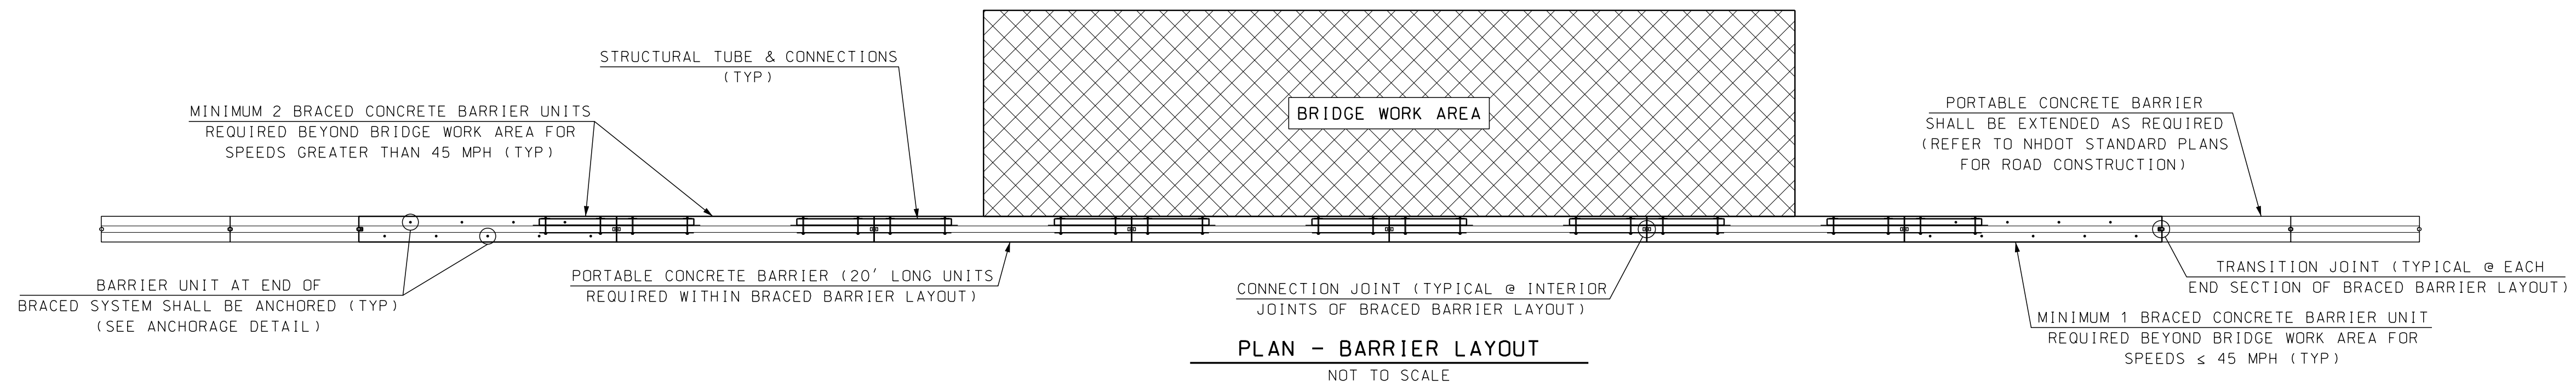 STRUCTURAL TUBE & CONNECTIONS
(TYP)
MINIMUM 2 BRACED CONCRETE BARRIER UNITS
REQUIRED BEYOND BRIDGE WORK AREA FOR
SPEEDS GREATER THAN 45 MPH (TYP)
BRIDGE WORK AREA
PORTABLE CONCRETE BARRIER
SHALL BE EXTENDED AS REQUIRED
(REFER TO NHDOT STANDARD PLANS
FOR ROAD CONSTRUCTION)
BARRIER UNIT AT END OF
BRACED SYSTEM SHALL BE ANCHORED (TYP)
(SEE ANCHORAGE DETAIL)
PORTABLE CONCRETE BARRIER (20' LONG UNITS
REQUIRED WITHIN BRACED BARRIER LAYOUT)
CONNECTION JOINT (TYPICAL @ INTERIOR
JOINTS OF BRACED BARRIER LAYOUT)
TRANSITION JOINT (TYPICAL @ EACH
END SECTION OF BRACED BARRIER LAYOUT)
MINIMUM 1 BRACED CONCRETE BARRIER UNIT
REQUIRED BEYOND BRIDGE WORK AREA FOR
SPEEDS ≤ 45 MPH (TYP)
PLAN - BARRIER LAYOUT
NOT TO SCALE